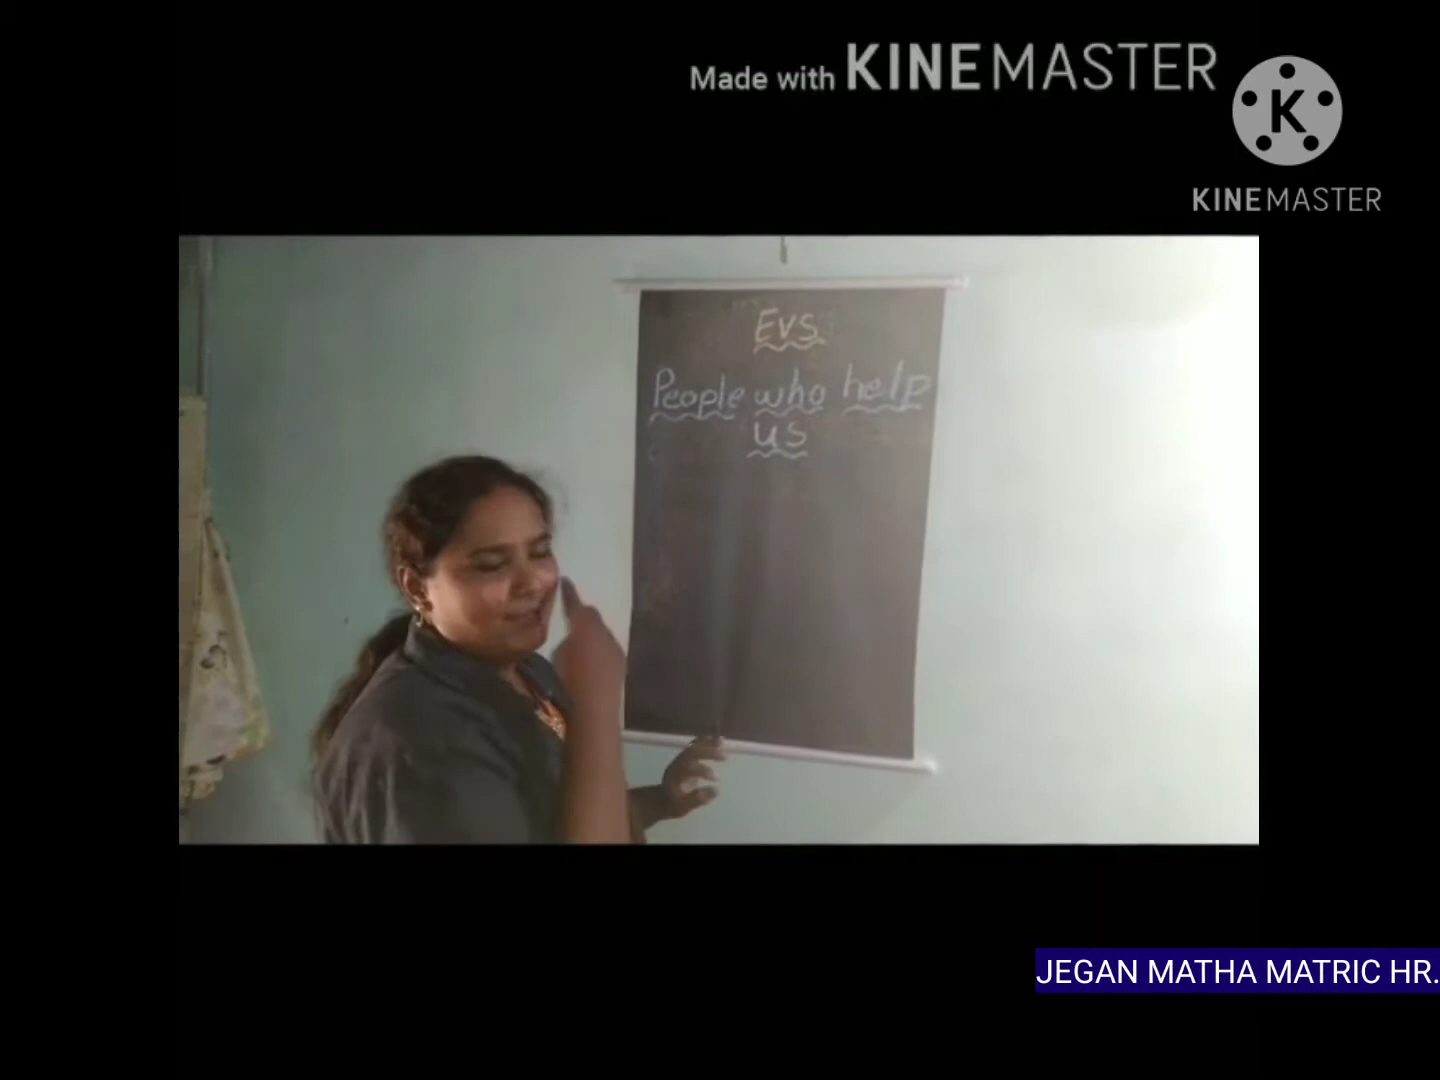 Made with KINEMASTER
K
KINEMASTER
EVS
People who help
us
JEGAN MATHA MATRIC HR.